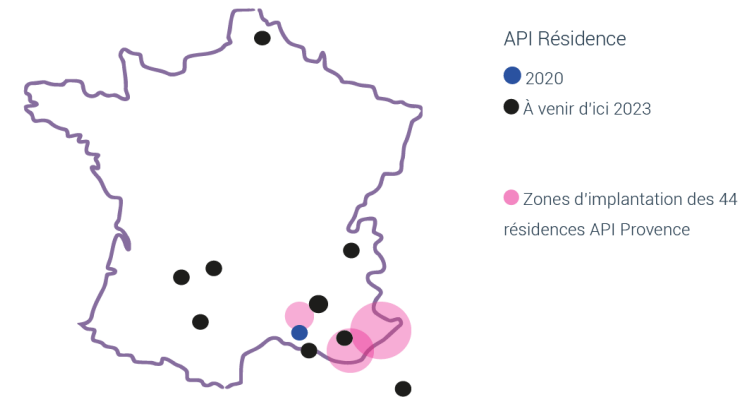 API Résidence
2020
À venir d'ici 2023
Zones d'implantation des 44
résidences API Provence